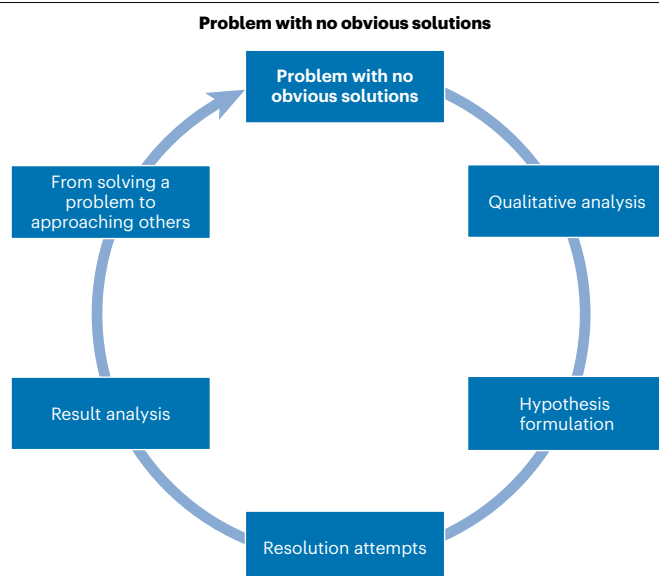 Problem with no obvious solutions
Problem with no
obvious solutions
Qualitative analysis
Hypothesis
formulation
Resolution attempts
Result analysis
From solving a
problem to
approaching others